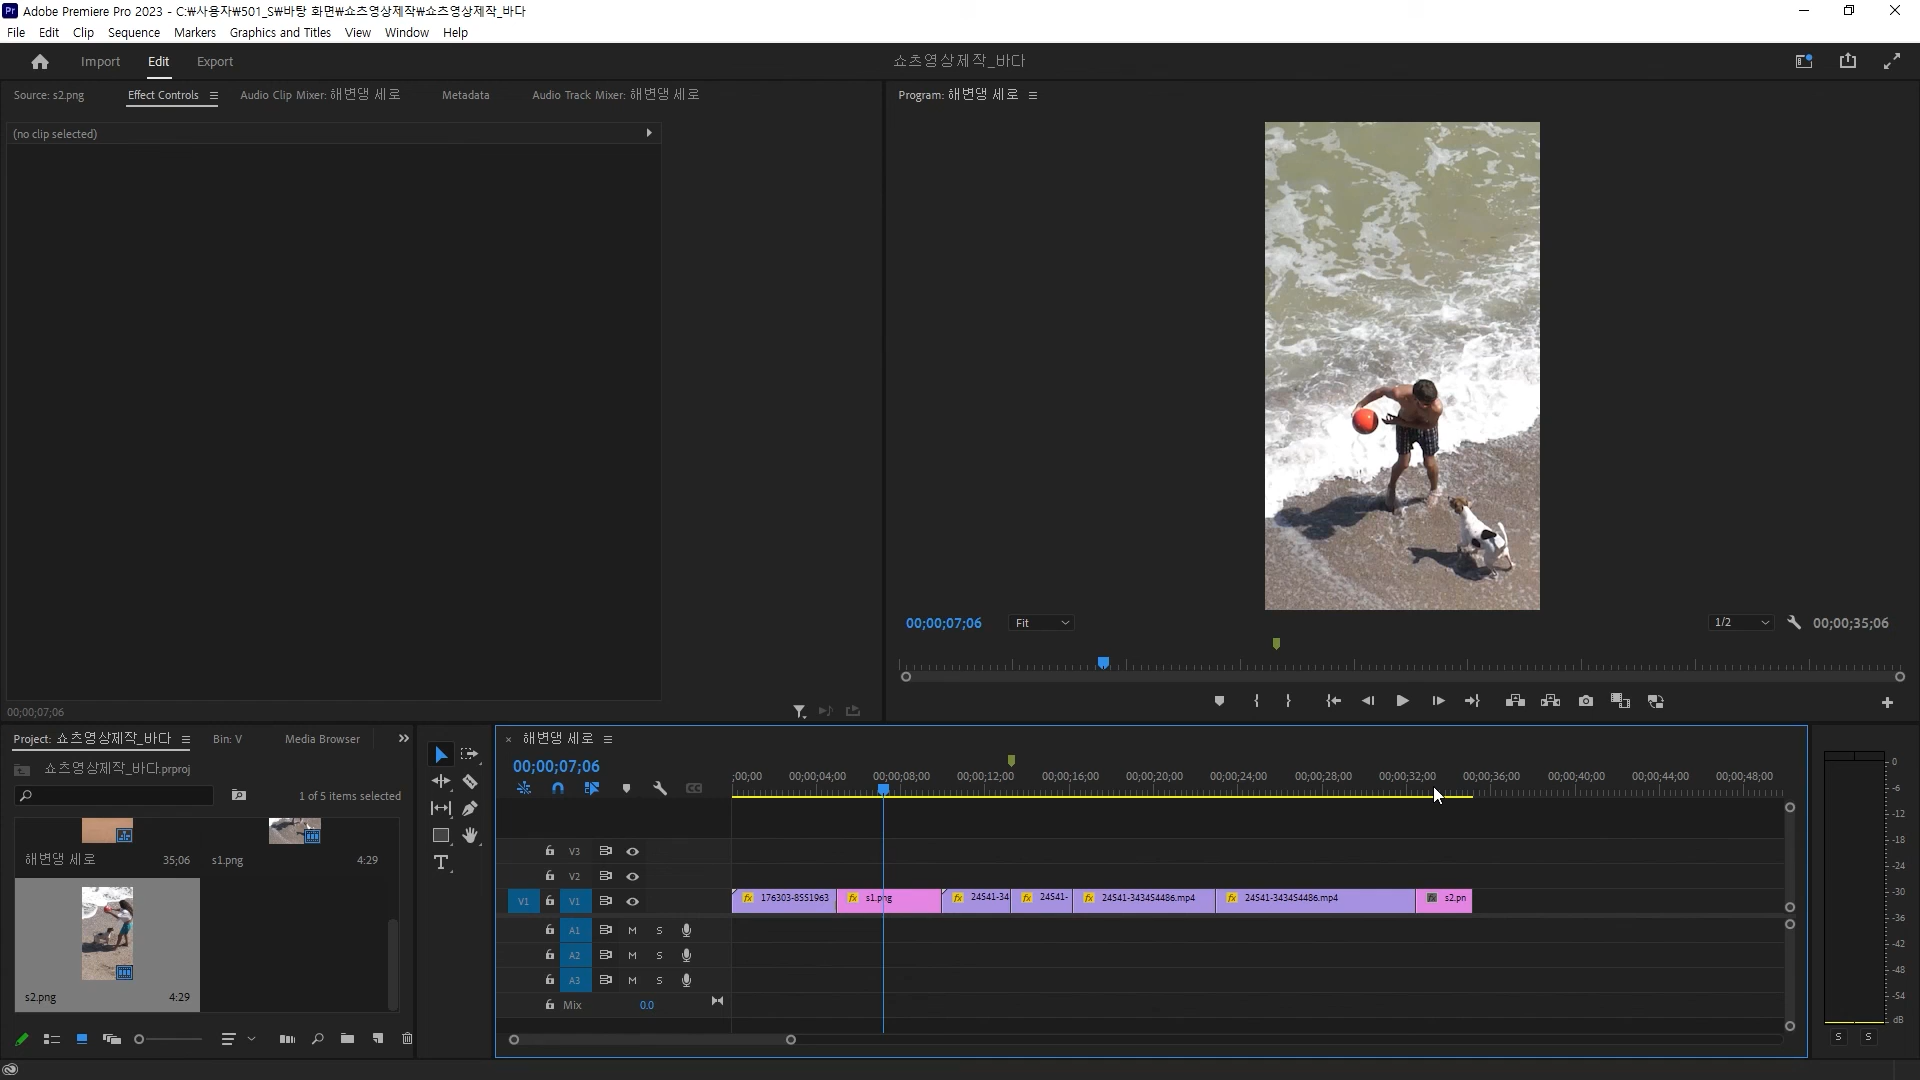 Adobe Premiere Pro 2023 - C:₩사용자₩501_S₩바탕 화면₩쇼츠영상제작₩쇼츠영상제작_바다
File Edit Clip Sequence Markers Graphics and Titles View Window Help
Import Edit Export 쇼츠영상제작_바다
Source: s2.png Effect Controls Audio Clip Mixer: 해변댕 세로 Metadata Audio Track Mixer: 해변댕 세로
(no clip selected)
00;00;07;06
Program: 해변댕 세로
00;00;07;06 Fit 1/2 00;00;35;06
Project: 쇼츠영상제작_바다 Bin: V Media Browser
쇼츠영상제작_바다.prproj
1 of 5 items selected
해변댕 세로 35;06 s1.png 4:29
s2.png 4:29
해변댕 세로
00;00;07;06
;00;00 00;00;04;00 00;00;08;00 00;00;12;00 00;00;16;00 00;00;20;00 00;00;24;00 00;00;28;00 00;00;32;00 00;00;36;00 00;00;40;00 00;00;44;00 00;00;48;00
V3
V2
V1 V1 fx 176303-8551963 fx s1.png fx 24541-34 fx 24541- fx 24541-343454486.mp4 fx 24541-343454486.mp4 fx s2.pn
A1 M S
A2 M S
A3 M S
Mix 0.0
0
-6
-12
-18
-24
-30
-36
-42
-48
-54
dB
S S